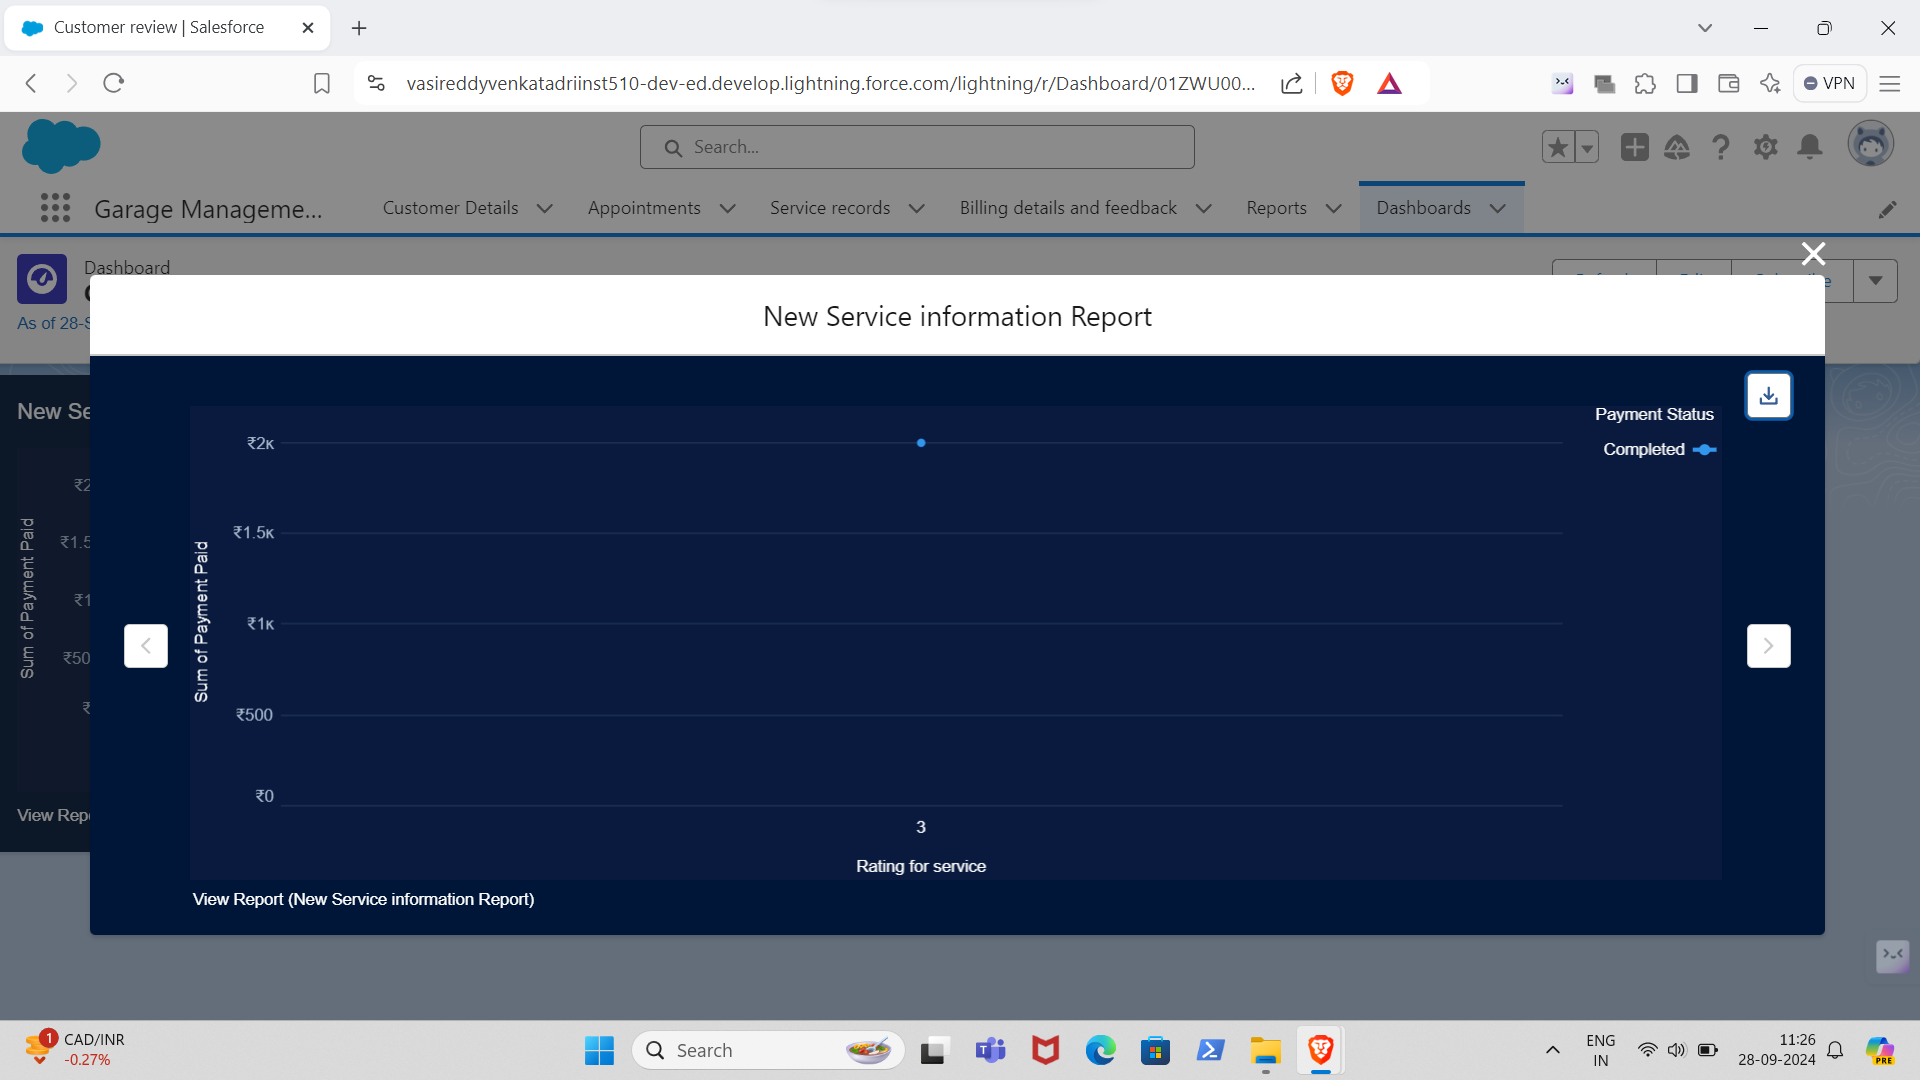 Customer review | Salesforce
vasireddyvenkatadriinst510-dev-ed.develop.lightning.force.com/lightning/r/Dashboard/01ZWU00...
VPN
Search...
Garage Manageme...
Customer Details
Appointments
Service records
Billing details and feedback
Reports
Dashboards
Dashboard
As of 28-S
New Service information Report
New Se
Payment Status
Completed
₹2K
₹1.5K
₹1K
₹500
₹0
Sum of Payment Paid
3
Rating for service
View Report (New Service information Report)
₹2
₹1.5
₹1
₹50
₹
Sum of Payment Paid
View Repo
1
CAD/INR
-0.27%
Search
ENG
IN
11:26
28-09-2024
PRE